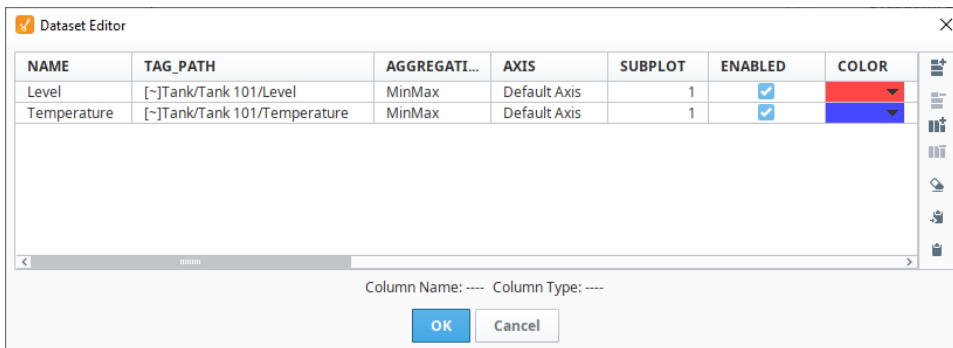 Dataset Editor
NAME TAG_PATH AGGREGATI... AXIS SUBPLOT ENABLED COLOR
Level [~]Tank/Tank 101/Level MinMax Default Axis 1
Temperature [~]Tank/Tank 101/Temperature MinMax Default Axis 1
Column Name: ---- Column Type: ----
OK Cancel